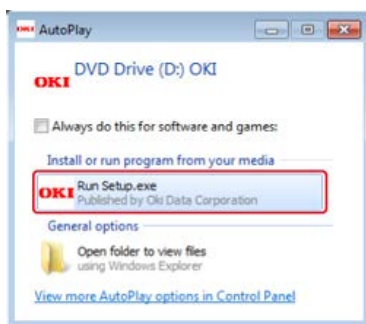 OKI AutoPlay
DVD Drive (D:) OKI
OKI
Always do this for software and games:
Install or run program from your media
OKI Run Setup.exe
Published by Oki Data Corporation
General options
Open folder to view files
using Windows Explorer
View more AutoPlay options in Control Panel